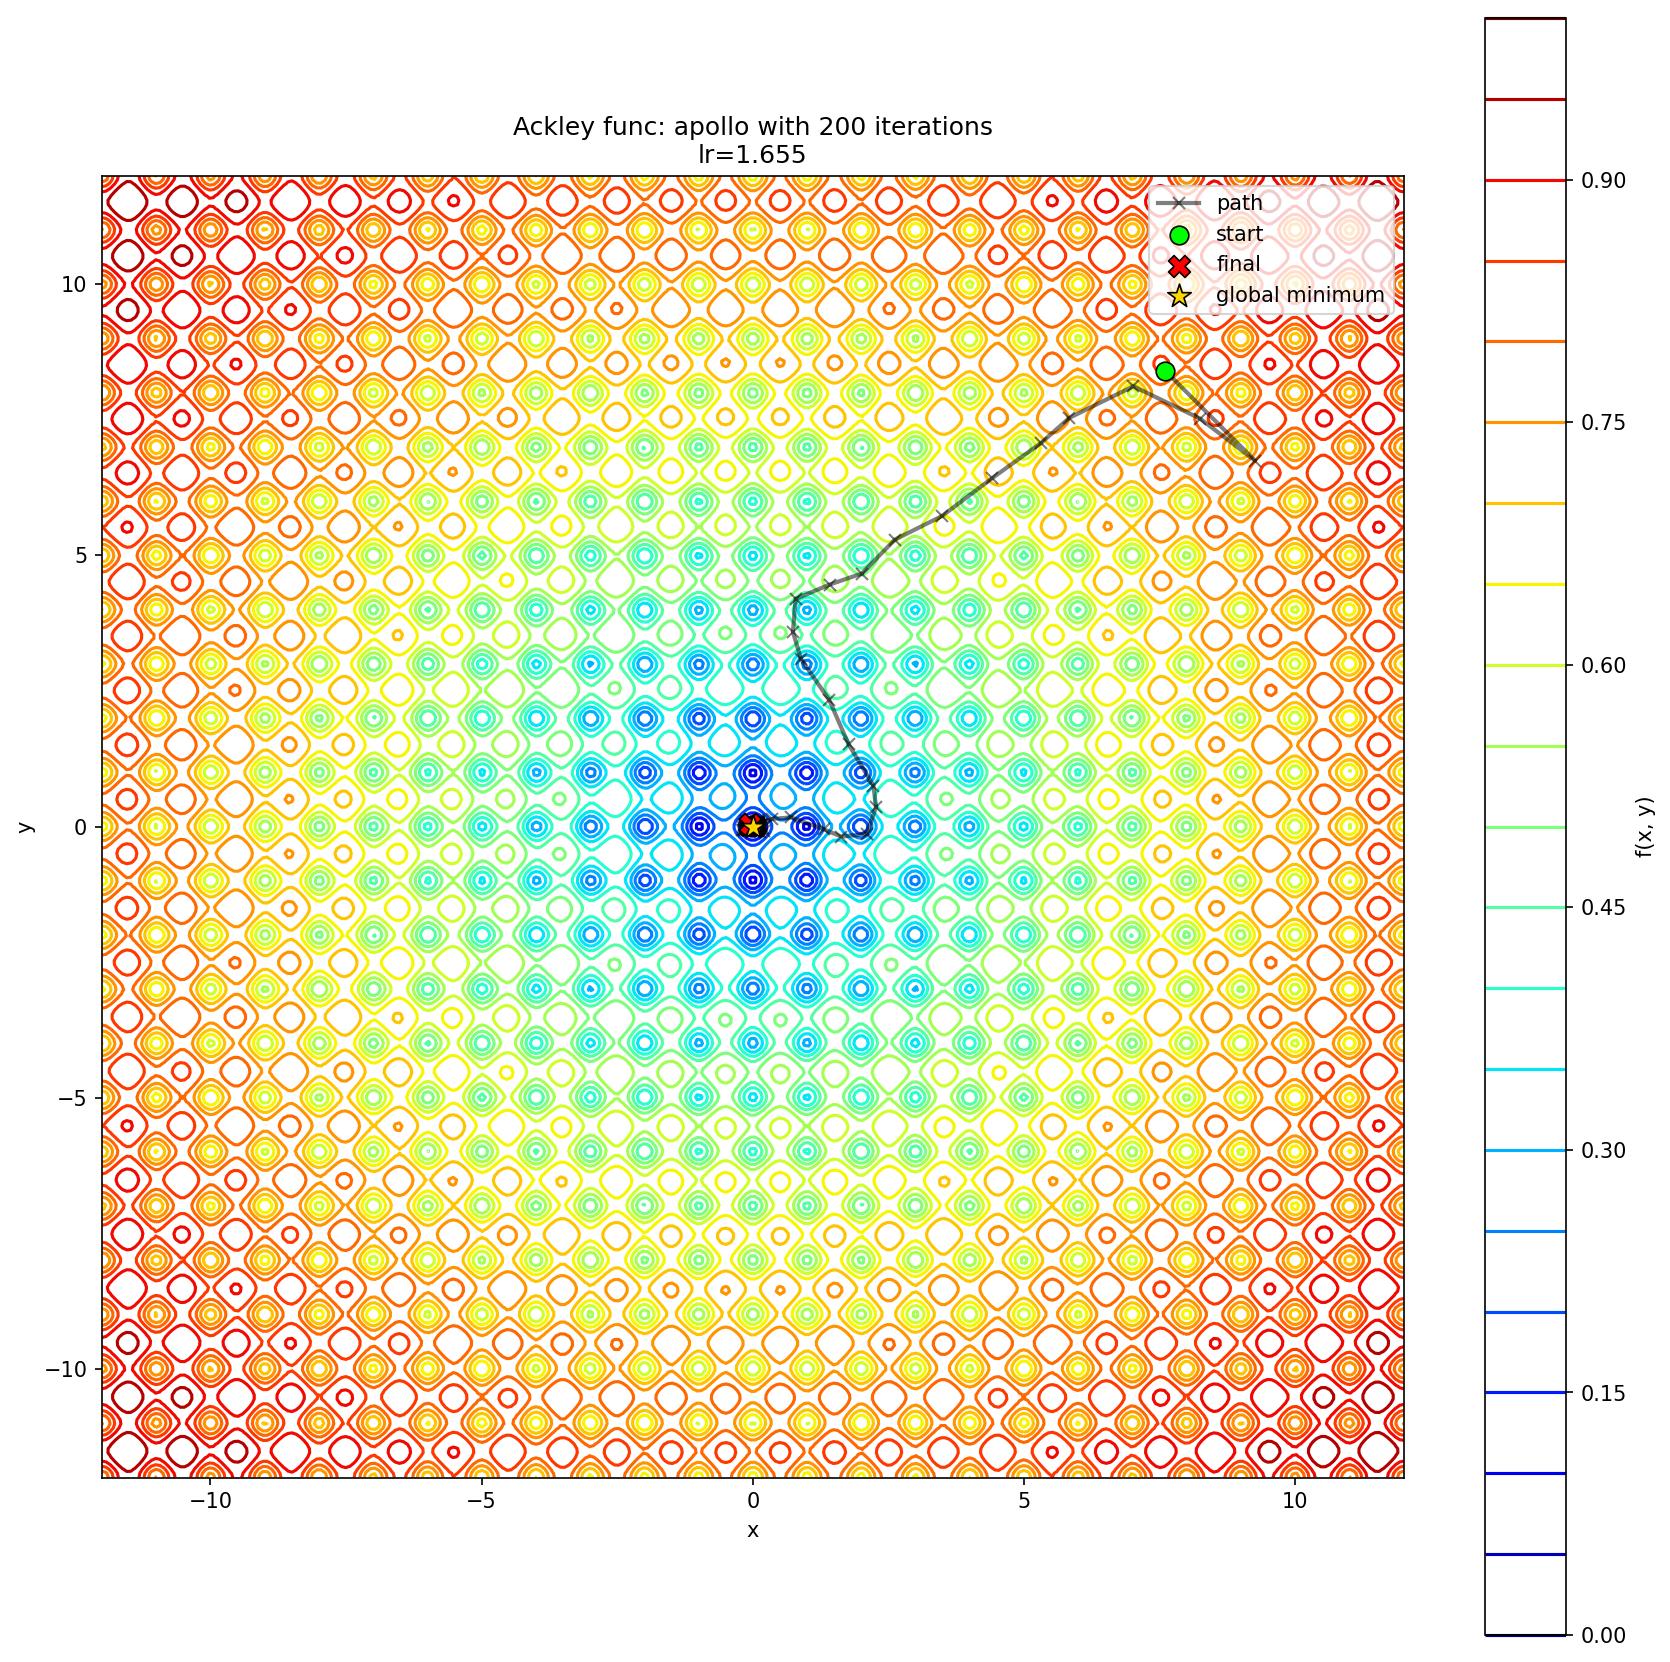 Ackley func: apollo with 200 iterations
lr=1.655
path
start
final
global minimum
10
5
0
−5
−10
y
−10
−5
0
5
10
x
0.90
0.75
0.60
0.45
0.30
0.15
0.00
f(x, y)